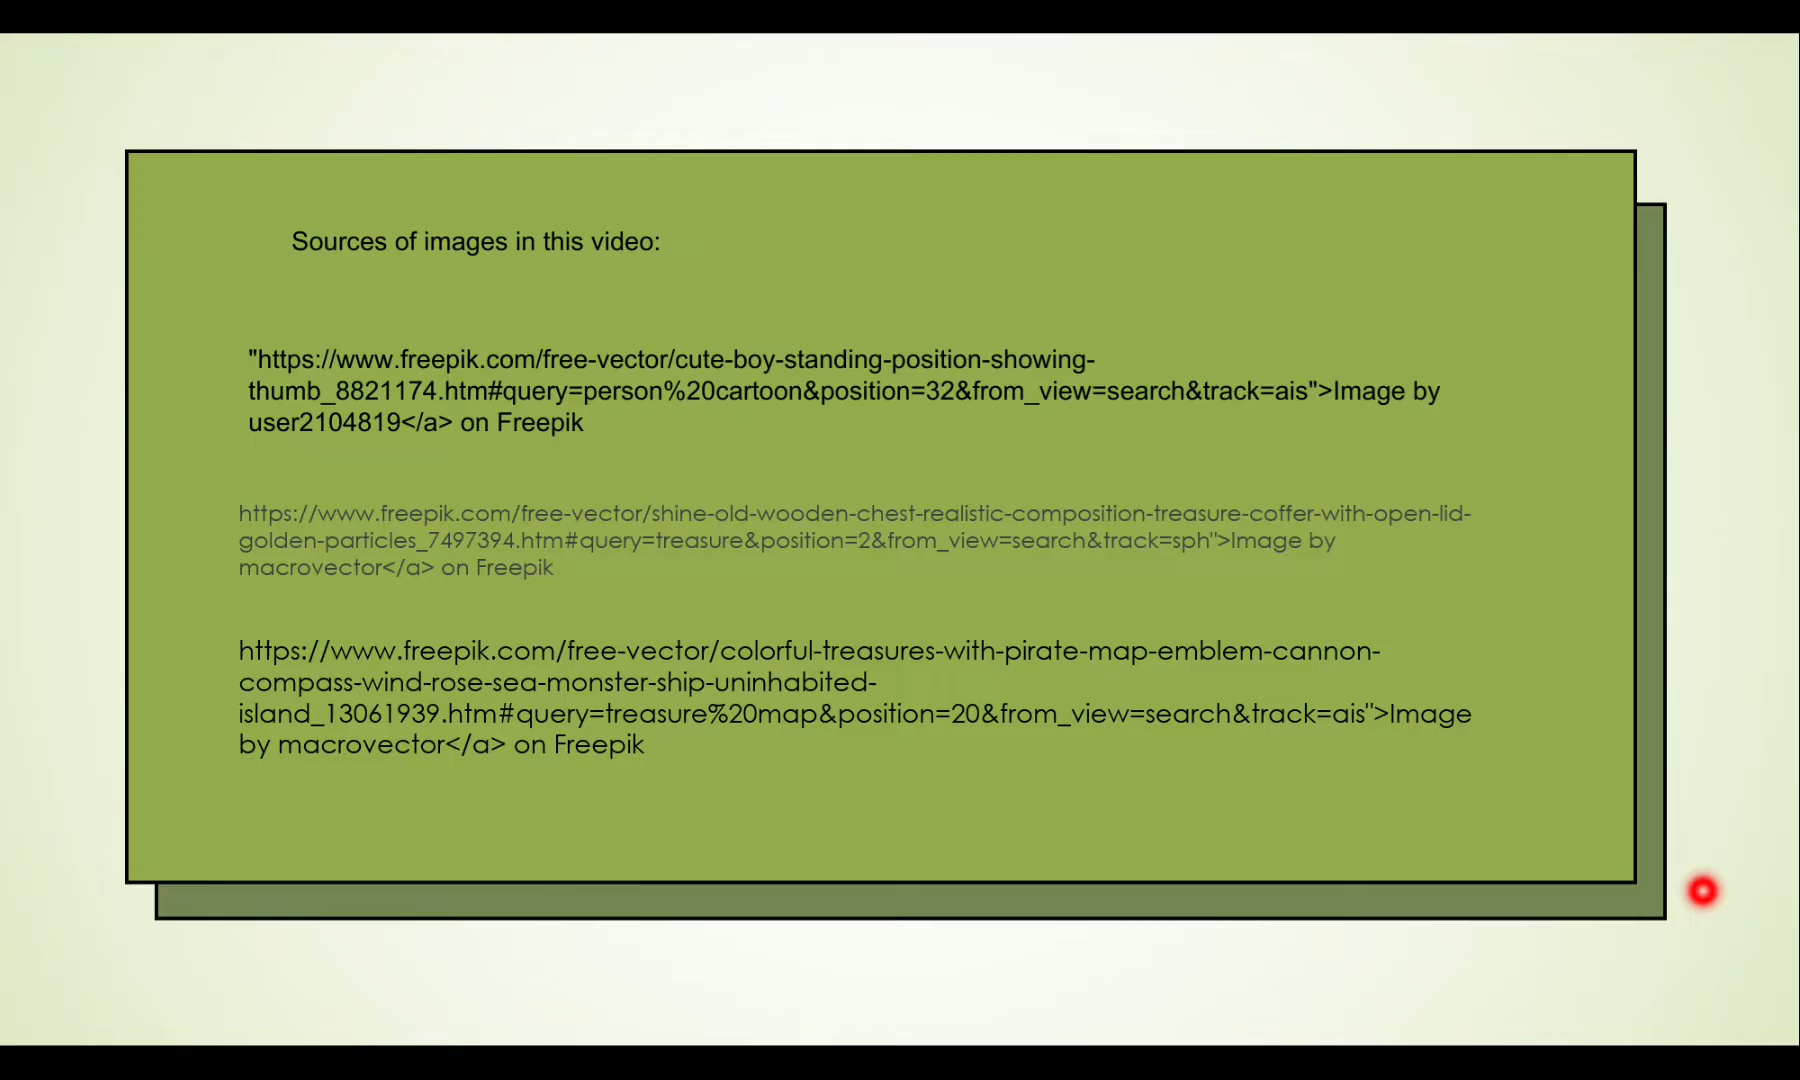 Sources of images in this video:
"https://www.freepik.com/free-vector/cute-boy-standing-position-showing-
thumb_8821174.htm#query=person%20cartoon&position=32&from_view=search&track=ais">Image by
user2104819</a> on Freepik
https://www.freepik.com/free-vector/shine-old-wooden-chest-realistic-composition-treasure-coffer-with-open-lid-
golden-particles_7497394.htm#query=treasure&position=2&from_view=search&track=sph">Image by
macrovector</a> on Freepik
https://www.freepik.com/free-vector/colorful-treasures-with-pirate-map-emblem-cannon-
compass-wind-rose-sea-monster-ship-uninhabited-
island_13061939.htm#query=treasure%20map&position=20&from_view=search&track=ais">Image
by macrovector</a> on Freepik